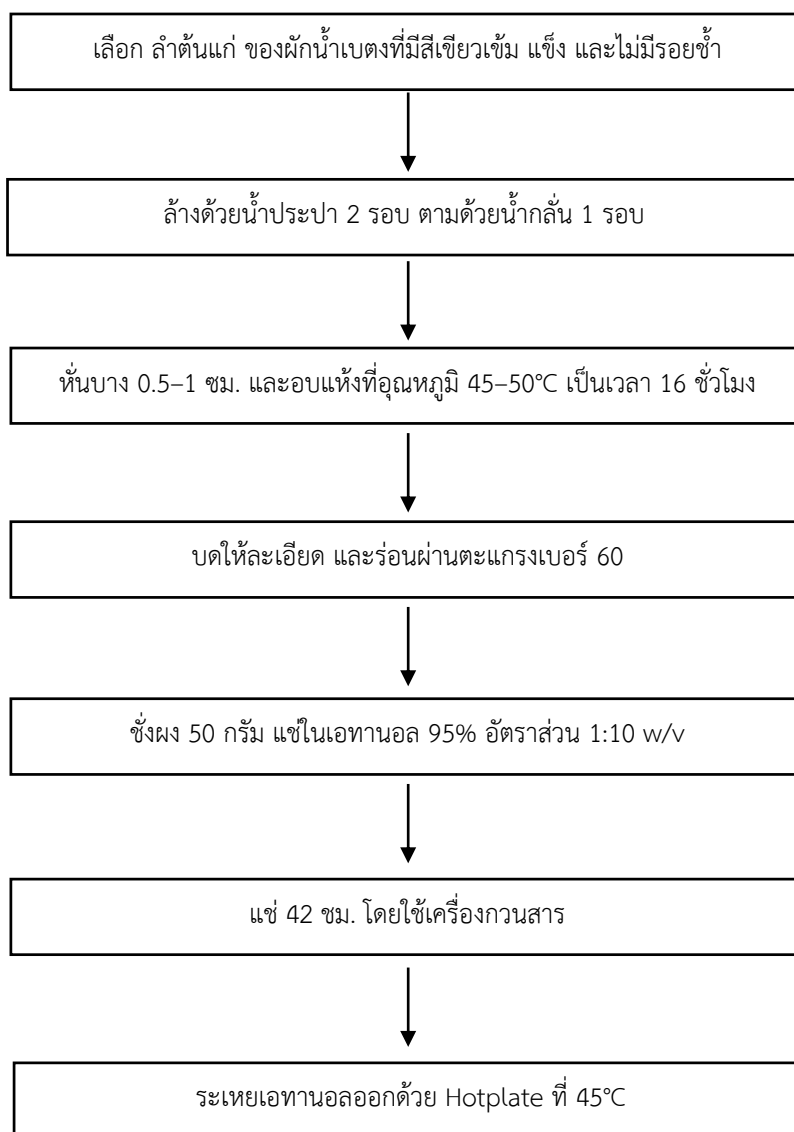 เลือก ลำต้นแก่ ของผักน้ำเบตงที่มีสีเขียวเข้ม แข็ง และไม่มีรอยช้ำ
ล้างด้วยน้ำประปา 2 รอบ ตามด้วยน้ำกลั่น 1 รอบ
หั่นบาง 0.5–1 ซม. และอบแห้งที่อุณหภูมิ 45–50°C เป็นเวลา 16 ชั่วโมง
บดให้ละเอียด และร่อนผ่านตะแกรงเบอร์ 60
ชั่งผง 50 กรัม แช่ในเอทานอล 95% อัตราส่วน 1:10 w/v
แช่ 42 ชม. โดยใช้เครื่องกวนสาร
ระเหยเอทานอลออกด้วย Hotplate ที่ 45°C